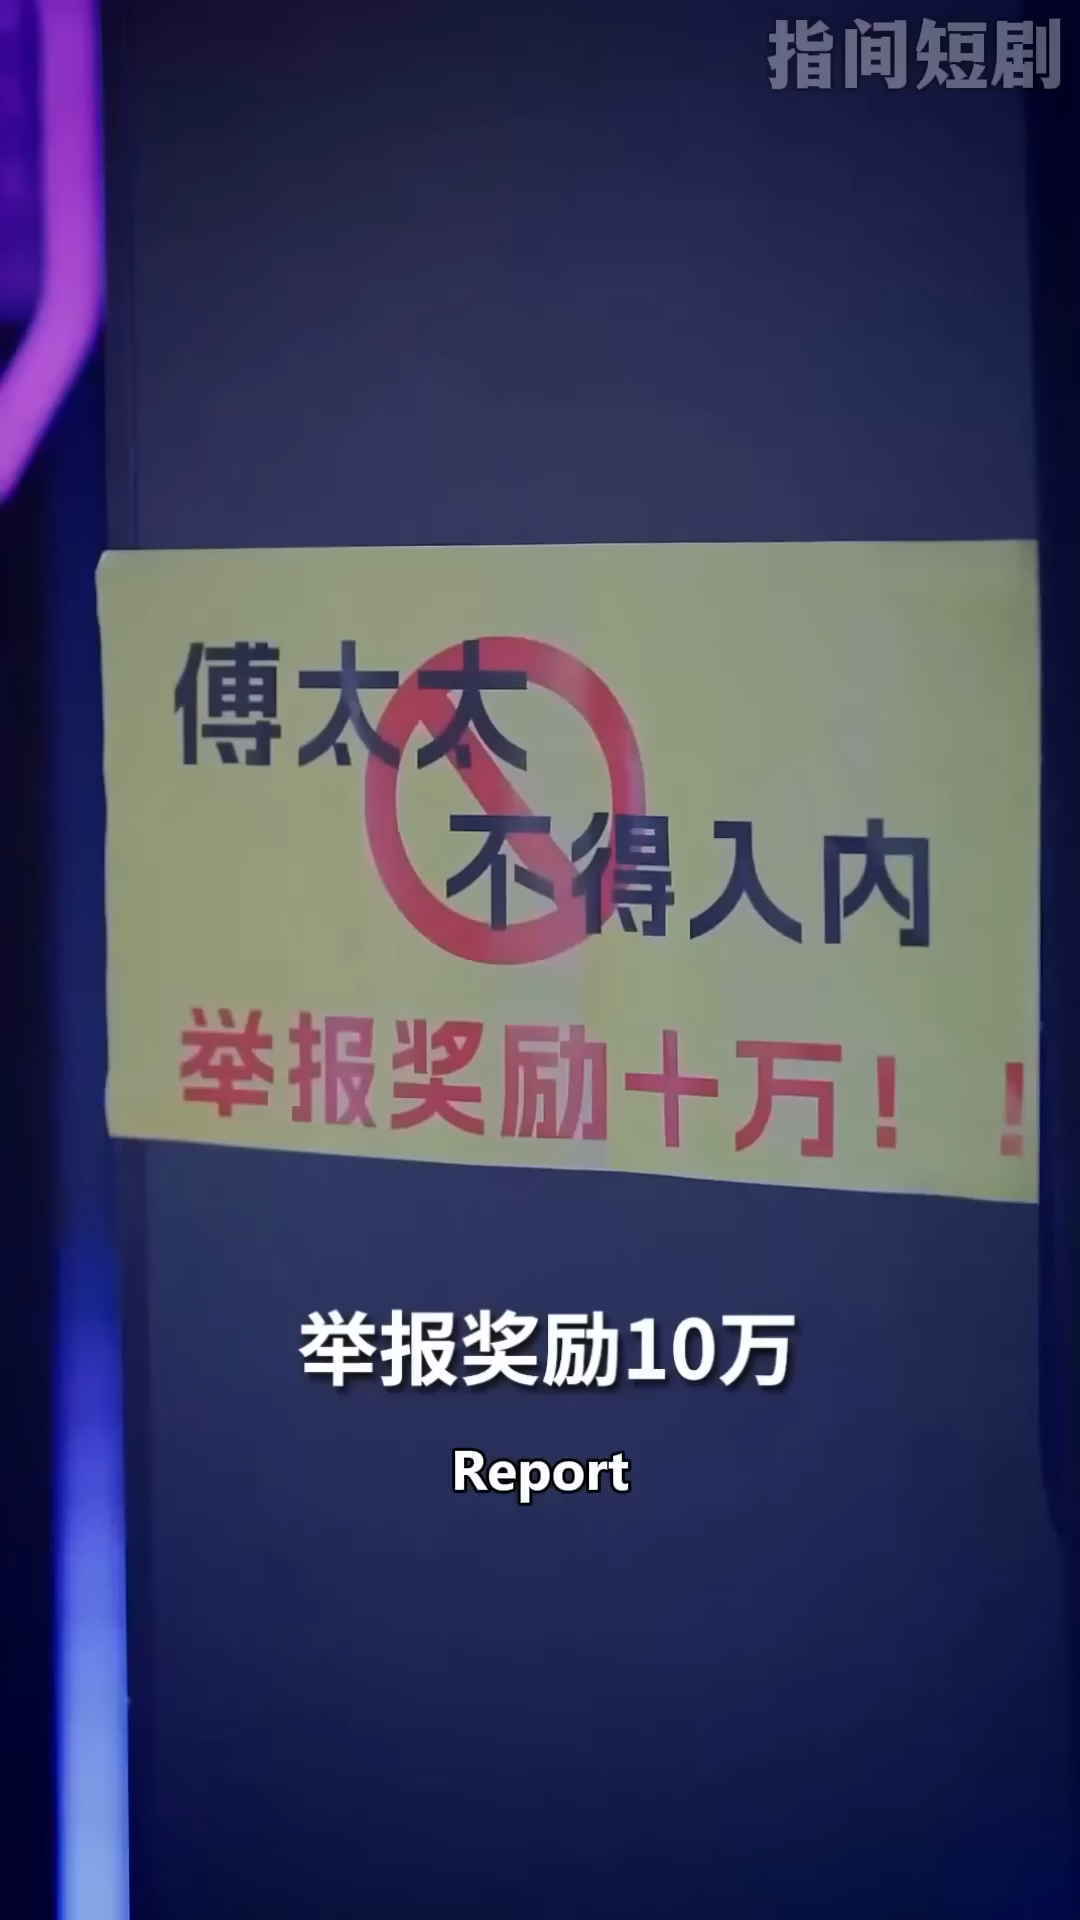 指间短剧
傅太太
不得入内
举报奖励十万！！
举报奖励10万
Report